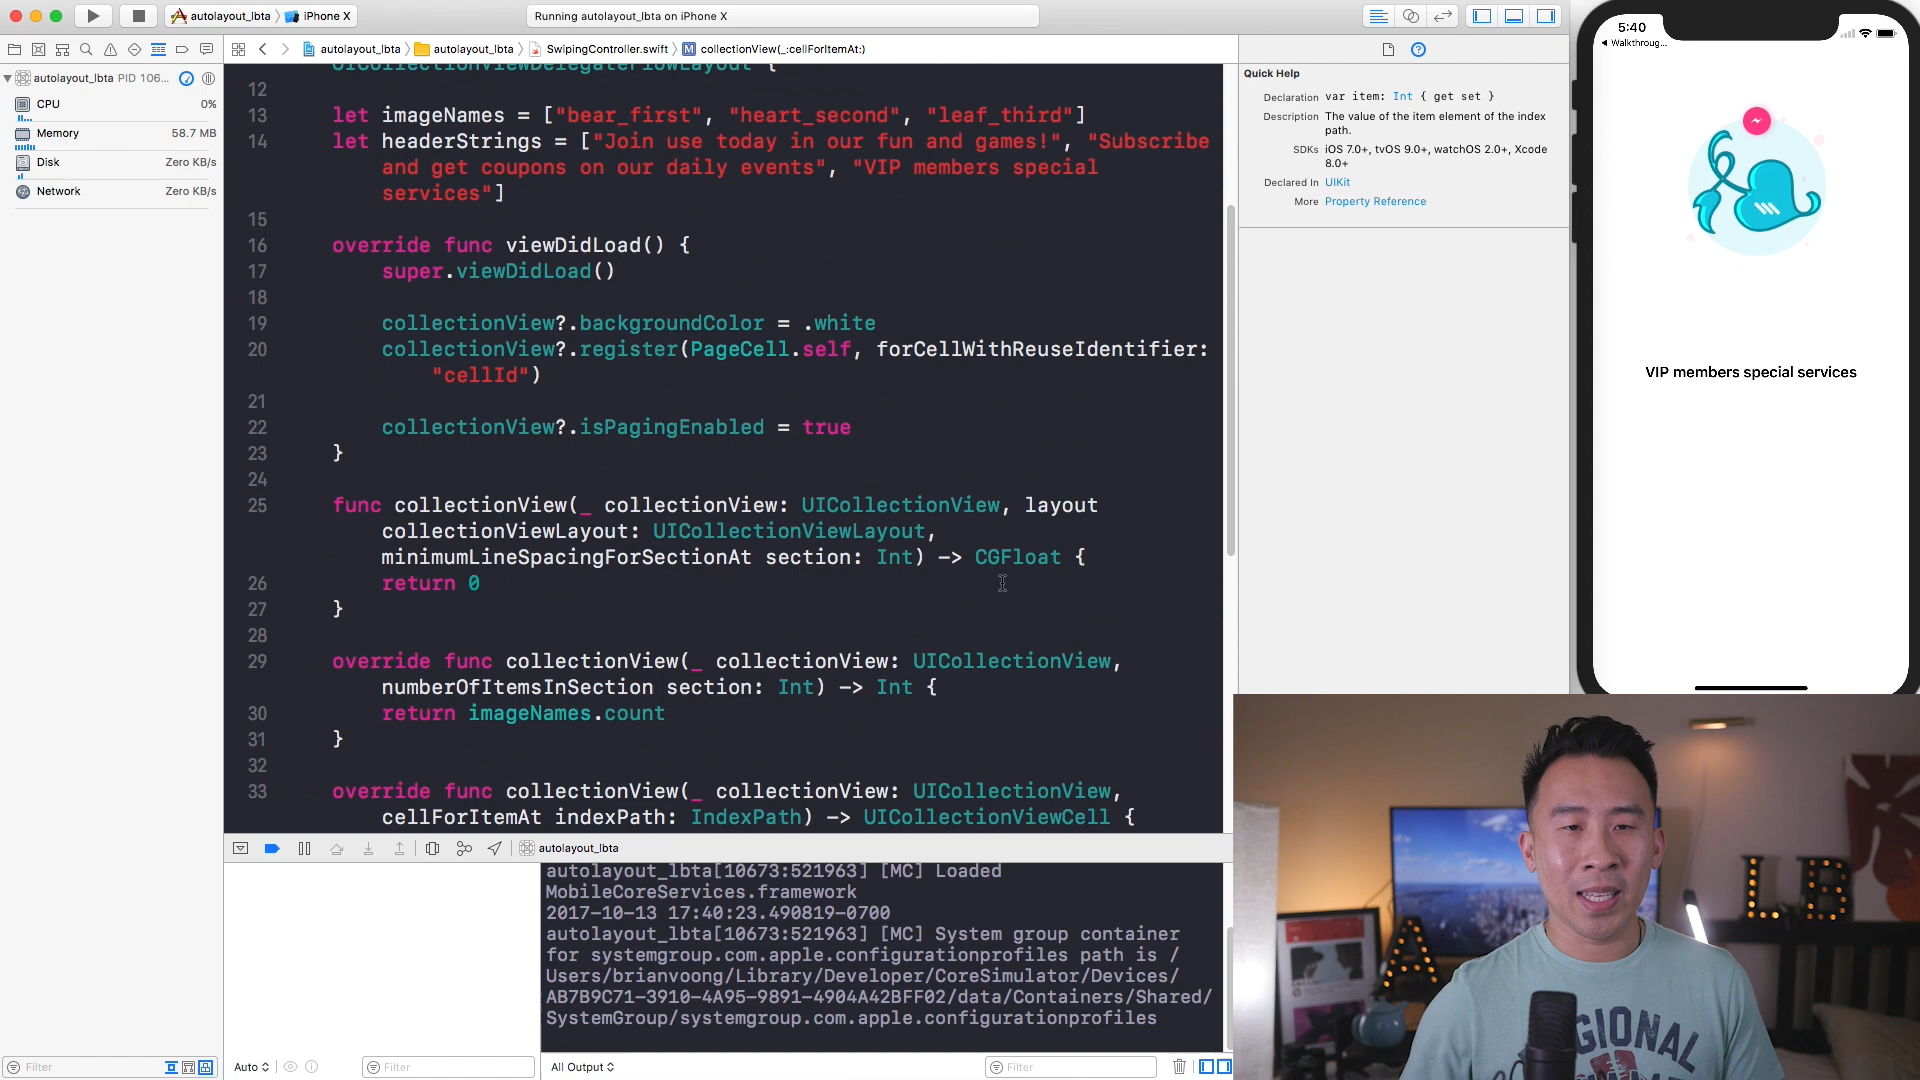 autolayout_lbta
iPhone X
Running autolayout_lbta on iPhone X
autolayout_lbta
autolayout_lbta
SwipingController.swift
collectionView(_:cellForItemAt:)
autolayout_lbta PID 106...
CPU 0%
Memory 58.7 MB
Disk Zero KB/s
Network Zero KB/s
UICollectionViewDelegateFlowLayout {
12
13 let imageNames = ["bear_first", "heart_second", "leaf_third"]
14 let headerStrings = ["Join use today in our fun and games!", "Subscribe
and get coupons on our daily events", "VIP members special
services"]
15
16 override func viewDidLoad() {
17 super.viewDidLoad()
18
19 collectionView?.backgroundColor = .white
20 collectionView?.register(PageCell.self, forCellWithReuseIdentifier:
"cellId")
21
22 collectionView?.isPagingEnabled = true
23 }
24
25 func collectionView(_ collectionView: UICollectionView, layout
collectionViewLayout: UICollectionViewLayout,
minimumLineSpacingForSectionAt section: Int) -> CGFloat {
26 return 0
27 }
28
29 override func collectionView(_ collectionView: UICollectionView,
numberOfItemsInSection section: Int) -> Int {
30 return imageNames.count
31 }
32
33 override func collectionView(_ collectionView: UICollectionView,
cellForItemAt indexPath: IndexPath) -> UICollectionViewCell {
autolayout_lbta
autolayout_lbta[10673:521963] [MC] Loaded
MobileCoreServices.framework
2017-10-13 17:40:23.490819-0700
autolayout_lbta[10673:521963] [MC] System group container
for systemgroup.com.apple.configurationprofiles path is /
Users/brianvoong/Library/Developer/CoreSimulator/Devices/
AB7B9C71-3910-4A95-9891-4904A42BFF02/data/Containers/Shared/
SystemGroup/systemgroup.com.apple.configurationprofiles
Filter
Auto
Filter
All Output
Filter
Quick Help
Declaration var item: Int { get set }
Description The value of the item element of the index
path.
SDKs iOS 7.0+, tvOS 9.0+, watchOS 2.0+, Xcode
8.0+
Declared In UIKit
More Property Reference
5:40
Walkthroug...
VIP members special services
L B
A